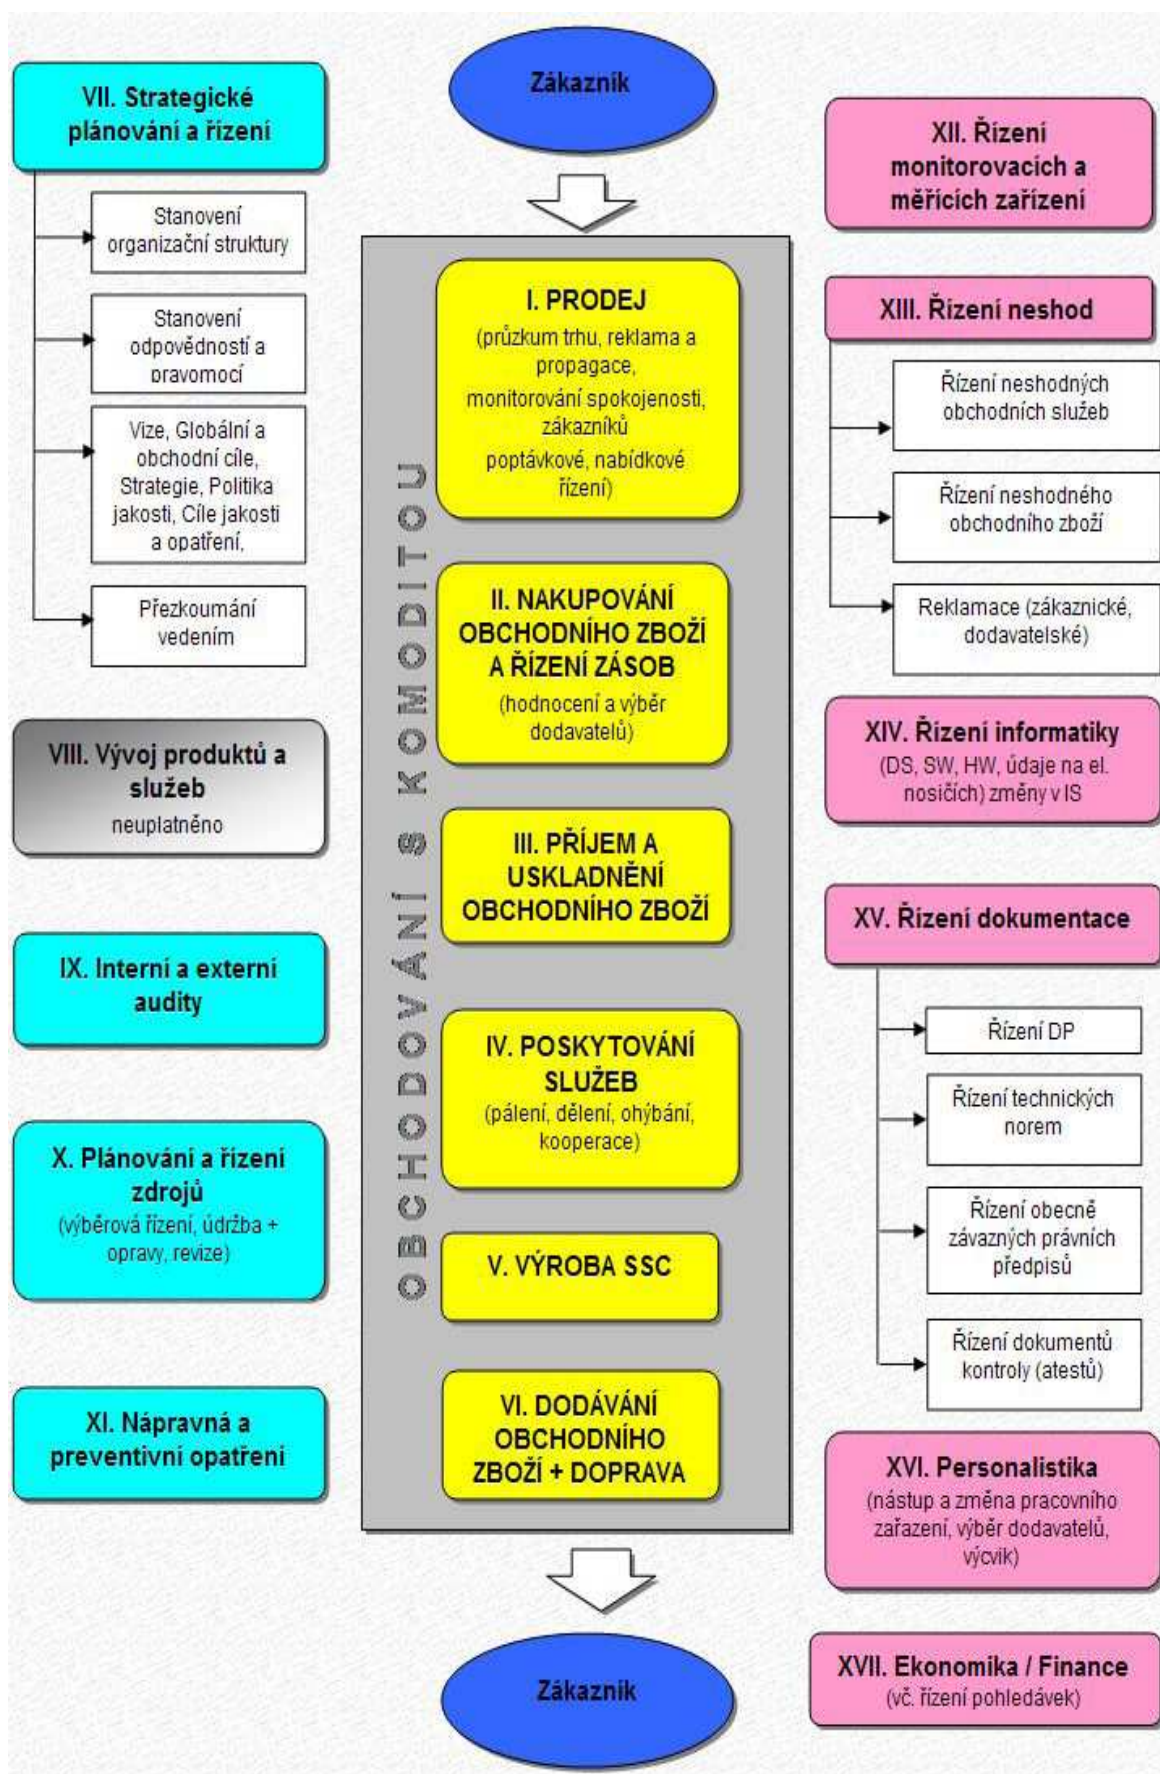 Zákazník
VII. Strategické
plánování a řízení
Stanovení
organizační struktury
Stanovení
odpovědností a
pravomocí
Vize, Globální a
obchodní cíle,
Strategie, Politika
jakosti, Cíle jakosti
a opatření,
Přezkoumání
vedením
VIII. Vývoj produktů a
služeb
neuplatněno
IX. Interní a externí
audity
X. Plánování a řízení
zdrojů
(výběrová řízení, údržba +
opravy, revize)
XI. Nápravná a
preventivní opatření
OBCHODOVÁNÍ S KOMODITOU
I. PRODEJ
(průzkum trhu, reklama a
propagace,
monitorování spokojenosti,
zákazníků
poptávkové, nabídkové
řízení)
II. NAKUPOVÁNÍ
OBCHODNÍHO ZBOŽÍ
A ŘÍZENÍ ZÁSOB
(hodnocení a výběr
dodavatelů)
III. PŘÍJEM A
USKLADNĚNÍ
OBCHODNÍHO ZBOŽÍ
IV. POSKYTOVÁNÍ
SLUŽEB
(pálení, dělení, ohýbání,
kooperace)
V. VÝROBA SSC
VI. DODÁVÁNÍ
OBCHODNÍHO
ZBOŽÍ + DOPRAVA
Zákazník
XII. Řízení
monitorovacích a
měřících zařízení
XIII. Řízení neshod
Řízení neshodných
obchodních služeb
Řízení neshodného
obchodního zboží
Reklamace (zákaznické,
dodavatelské)
XIV. Řízení informatiky
(DS, SW, HW, údaje na el.
nosičích) změny v IS
XV. Řízení dokumentace
Řízení DP
Řízení technických
norem
Řízení obecně
závazných právních
předpisů
Řízení dokumentů
kontroly (atestů)
XVI. Personalistika
(nástup a změna pracovního
zařazení, výběr dodavatelů,
výcvik)
XVII. Ekonomika / Finance
(vč. řízení pohledávek)